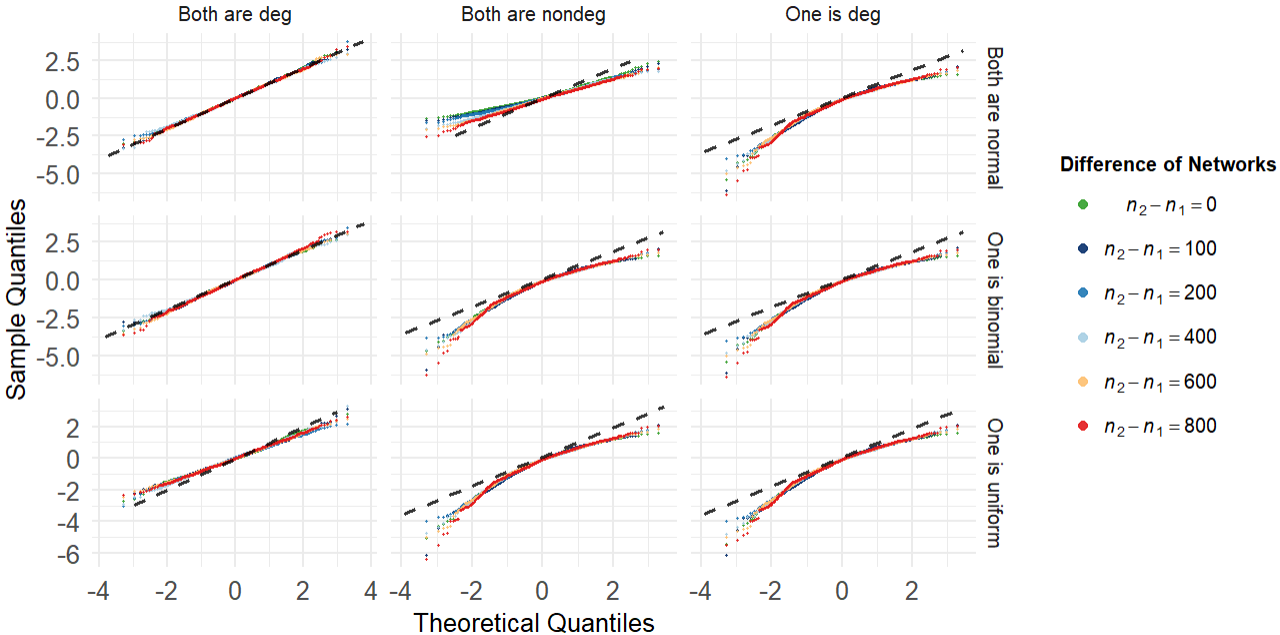 Both are deg
Both are nondeg
One is deg
2.5
0.0
-2.5
-5.0
Both are normal
2.5
0.0
-2.5
-5.0
One is binomial
2
0
-2
-4
-6
One is uniform
-4 -2 0 2 4
-4 -2 0 2
-4 -2 0 2
Sample Quantiles
Theoretical Quantiles
Difference of Networks
n₂ − n₁ = 0
n₂ − n₁ = 100
n₂ − n₁ = 200
n₂ − n₁ = 400
n₂ − n₁ = 600
n₂ − n₁ = 800